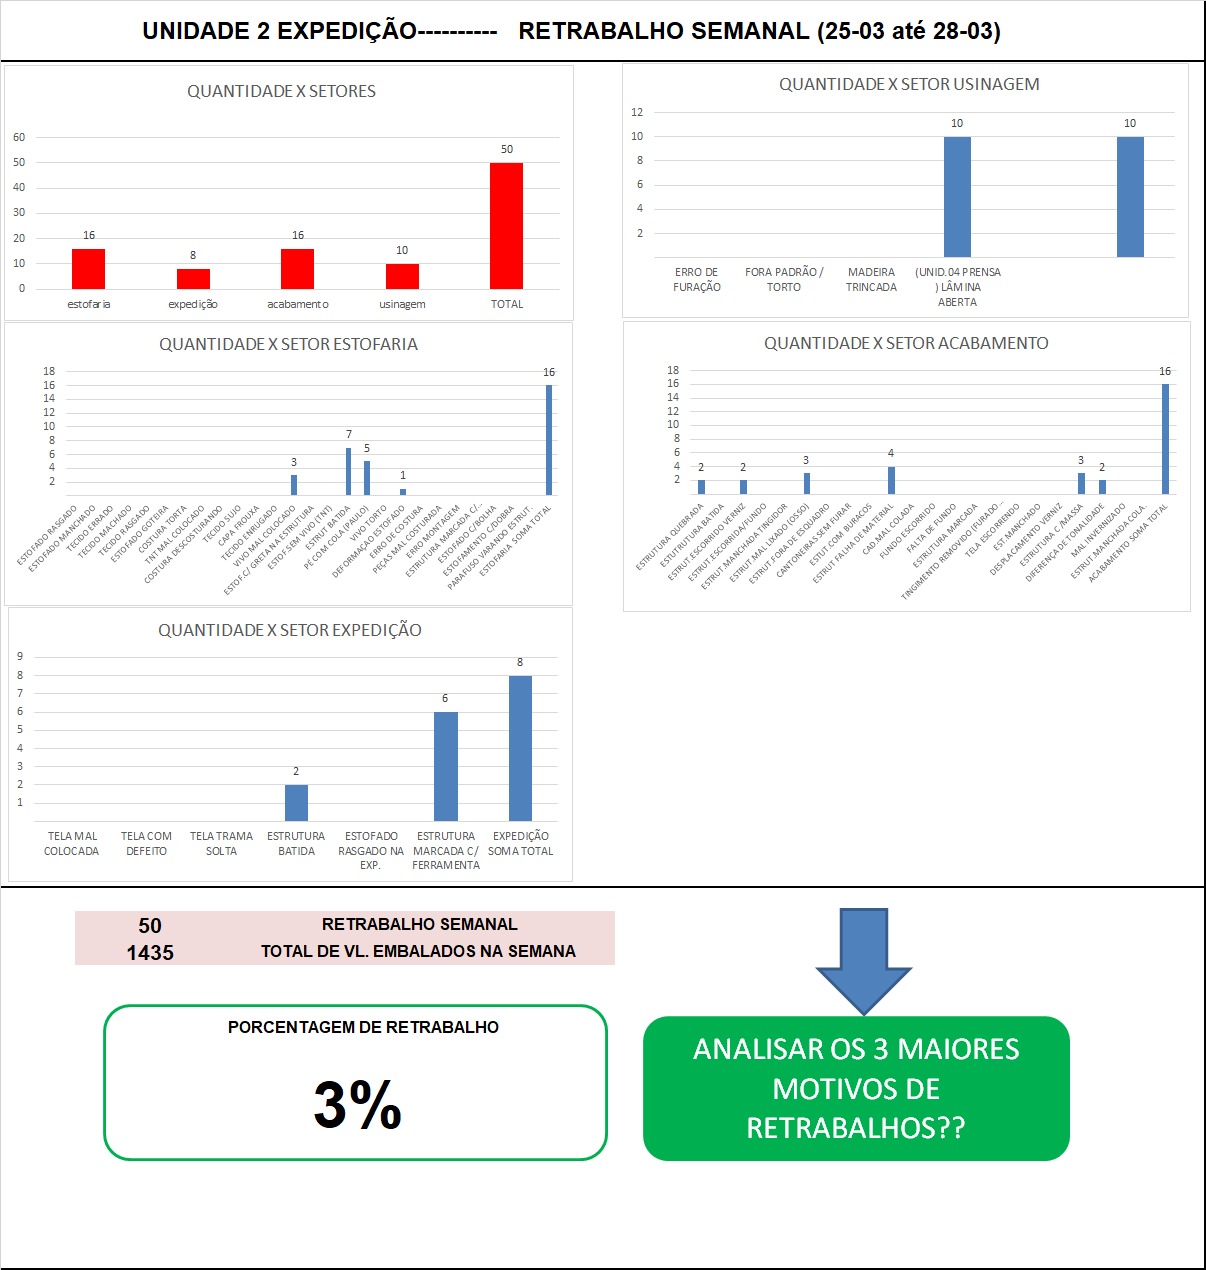 UNIDADE 2 EXPEDIÇÃO---------- RETRABALHO SEMANAL (25-03 até 28-03)
QUANTIDADE X SETORES
60
50
40
30
20
10
0
16
8
16
10
50
estofaria
expedição
acabamento
usinagem
TOTAL
QUANTIDADE X SETOR USINAGEM
12
10
8
6
4
2
10
10
ERRO DE
FURAÇÃO
FORA PADRÃO /
TORTO
MADEIRA
TRINCADA
(UNID.04 PRENSA
) LÂMINA
ABERTA
QUANTIDADE X SETOR ESTOFARIA
18
16
14
12
10
8
6
4
2
3
7
5
1
16
ESTOFADO RASGADO
ESTOFADO MANCHADO
TECIDO ERRADO
TECIDO MACHADO
TECIDO RASGADO
ESTOFADO GOTEIRA
COSTURA TORTA
TNT MAL COLOCADO
COSTURA DESCOSTURANDO
TECIDO SUJO
CAPA FROUXA
TECIDO ENRUGADO
VIVO MAL COLOCADO
ESTOF.C/ GRETA NA ESTRUTURA
ESTOF.SEM VIVO (TNT)
ESTRUT BATIDA
PÉ COM COLA (PAULO)
VIVO TORTO
DEFORMAÇÃO ESTOFADO
ERRO DE COSTURA
PEÇAS MAL COSTURADA
ERRO MONTAGEM
ESTRUTURA MARCADA C/...
ESTOFADO C/BOLHA
ESTOFAMENTO C/DOBRA
PARAFUSO VARANDO ESTRUT...
ESTOFARIA SOMA TOTAL
QUANTIDADE X SETOR ACABAMENTO
18
16
14
12
10
8
6
4
2
2
2
3
4
3
2
16
ESTRUTURA QUEBRADA
ESTUTRUTURA BATIDA
ESTRUT.ESCORRIDO VERNIZ
ESTRUT.ESCORRIDA/FUNDO
ESTRUT.MANCHADA TINGIDOR
ESTRUT.MAL LIXADO (OSSO)
ESTRUT.FORA DE ESQUADRO
CANTONEIRA SEM FURAR
ESTUT.COM BURACOS
ESTRUT FALHA DE MATERIAL
CAD.MAL COLADA
FUNDO ESCORRIDO
FALTA DE FUNDO
ESTRUTURA MARCADA
TINGIMENTO REMOVIDO (FURADO...
TELA ESCORRENDO
EST.MANCHADO
DESPLACAMENTO VERNIZ
ESTRUTURA C /MASSA
DIFERENÇA DE TONALIDADE
MAL INVERNIZADO
ESTRUT.MANCHADA COLA.
ACABAMENTO SOMA TOTAL
QUANTIDADE X SETOR EXPEDIÇÃO
9
8
7
6
5
4
3
2
1
2
6
8
TELA MAL
COLOCADA
TELA COM
DEFEITO
TELA TRAMA
SOLTA
ESTRUTURA
BATIDA
ESTOFADO
RASGADO NA
EXP.
ESTRUTURA
MARCADA C/
FERRAMENTA
EXPEDIÇÃO
SOMA TOTAL
50 RETRABALHO SEMANAL
1435 TOTAL DE VL. EMBALADOS NA SEMANA
PORCENTAGEM DE RETRABALHO
3%
ANALISAR OS 3 MAIORES
MOTIVOS DE
RETRABALHOS??